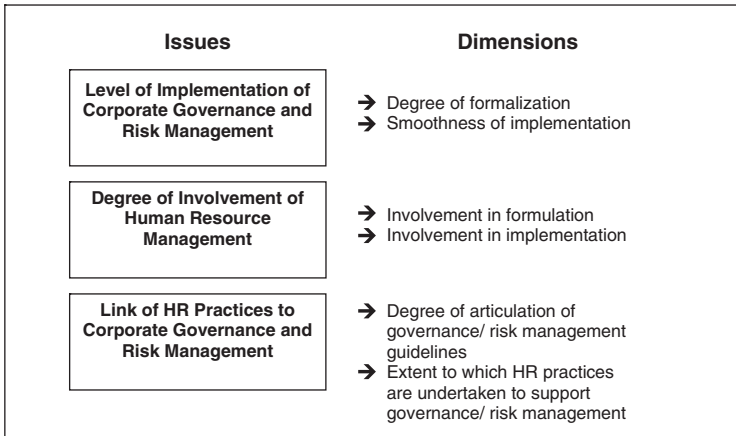 Issues
Dimensions
Level of Implementation of
Corporate Governance and
Risk Management
➔ Degree of formalization
➔ Smoothness of implementation
Degree of Involvement of
Human Resource
Management
➔ Involvement in formulation
➔ Involvement in implementation
Link of HR Practices to
Corporate Governance and
Risk Management
➔ Degree of articulation of
governance/ risk management
guidelines
➔ Extent to which HR practices
are undertaken to support
governance/ risk management